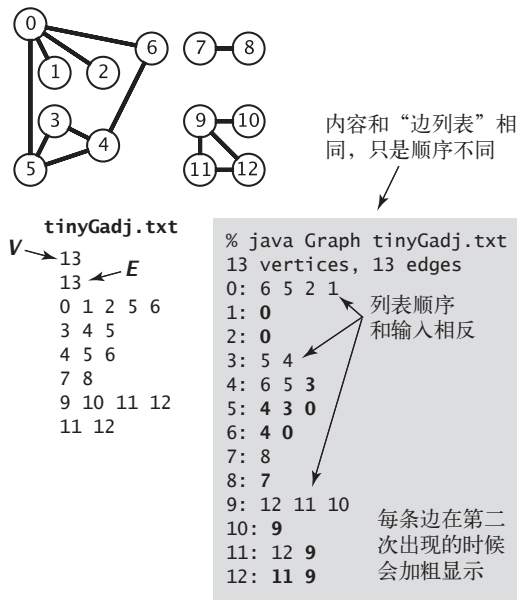 0
6
7
8
1
2
3
9
10
4
5
11
12
内容和“边列表”相
同，只是顺序不同
tinyGadj.txt
V
13
13
E
0 1 2 5 6
3 4 5
4 5 6
7 8
9 10 11 12
11 12
% java Graph tinyGadj.txt
13 vertices, 13 edges
0: 6 5 2 1
1: 0
2: 0
3: 5 4
4: 6 5 3
5: 4 3 0
6: 4 0
7: 8
8: 7
9: 12 11 10
10: 9
11: 12 9
12: 11 9
列表顺序
和输入相反
每条边在第二
次出现的时候
会加粗显示